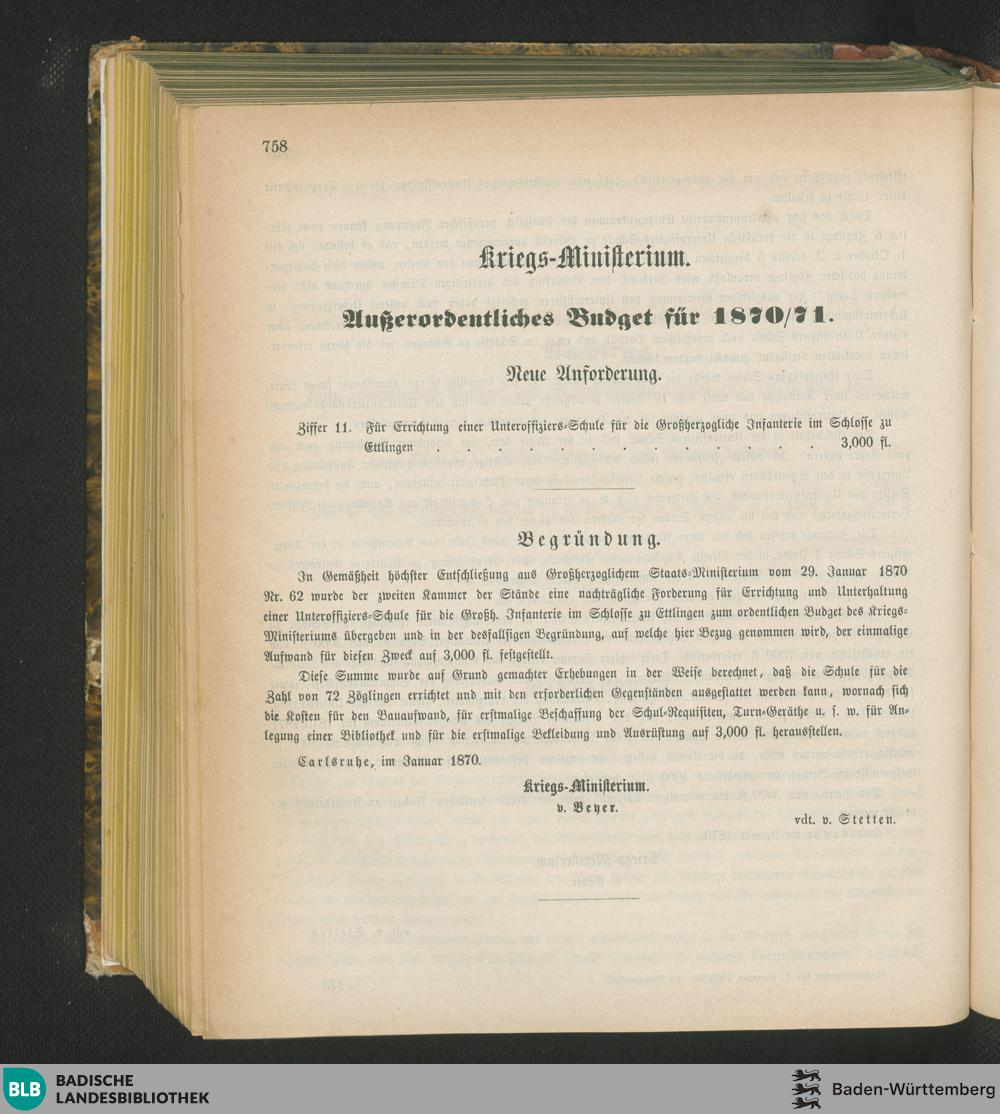 758
Kriegs-Ministerium.
Außerordentliches Budget für 1870/71.
Neue Anforderung.
Ziffer 11. Für Errichtung einer Unteroffiziers-Schule für die Großherzogliche Infanterie im Schlosse zu
Ettlingen . . . . . . . . . . . . . . 3,000 fl.
Begründung.
In Gemäßheit höchster Entschließung aus Großherzoglichem Staats-Ministerium vom 29. Januar 1870
Nr. 62 wurde der zweiten Kammer der Stände eine nachträgliche Forderung für Errichtung und Unterhaltung
einer Unteroffiziers-Schule für die Großh. Infanterie im Schlosse zu Ettlingen zum ordentlichen Budget des Kriegs-
Ministeriums übergeben und in der desfallsigen Begründung, auf welche hier Bezug genommen wird, der einmalige
Aufwand für diesen Zweck auf 3,000 fl. festgestellt.
Diese Summe wurde auf Grund gemachter Erhebungen in der Weise berechnet, daß die Schule für die
Zahl von 72 Zöglingen errichtet und mit den erforderlichen Gegenständen ausgestattet werden kann, wornach sich
die Kosten für den Bauaufwand, für erstmalige Beschaffung der Schul-Requisiten, Turn-Geräthe u. s. w. für An-
legung einer Bibliothek und für die erstmalige Bekleidung und Ausrüstung auf 3,000 fl. herausstellen.
Carlsruhe, im Januar 1870.
Kriegs-Ministerium.
v. Beyer.
vdt. v. Stetten.
BLB BADISCHE
LANDESBIBLIOTHEK
Baden-Württemberg